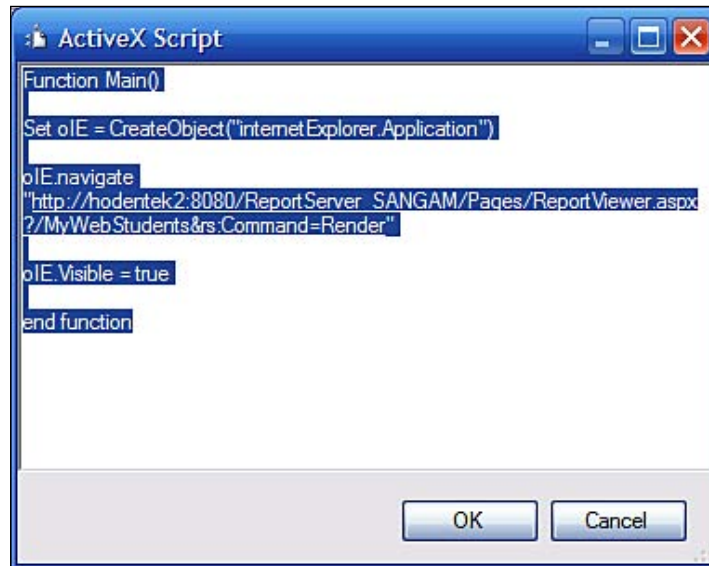 ActiveX Script
Function Main()
Set oIE = CreateObject("internetExplorer.Application")
oIE.navigate
"http://hodentek2:8080/ReportServer_SANGAM/Pages/ReportViewer.aspx
?/MyWebStudents&rs:Command=Render"
oIE.Visible = true
end function
OK Cancel